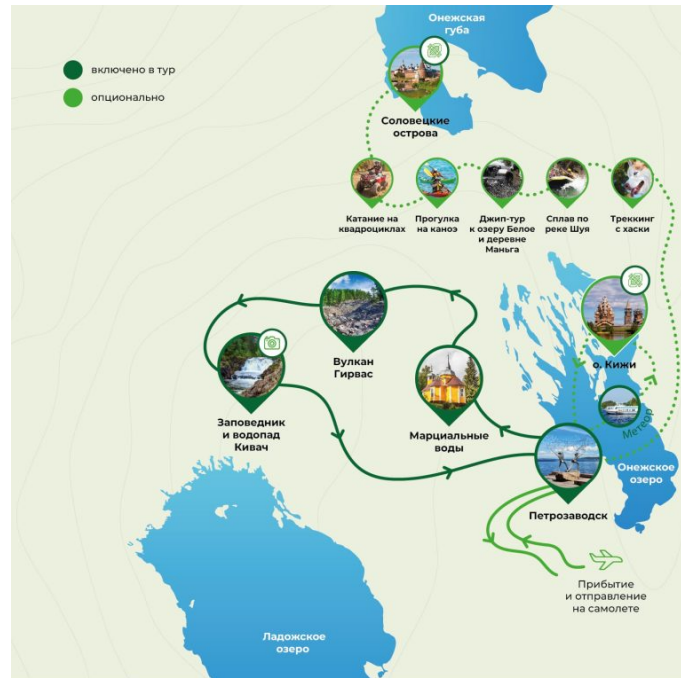 Онежская
губа
включено в тур
опционально
Соловецкие
острова
Катание на
квадроциклах
Прогулка
на каноэ
Джип-тур
к озеру Белое
и деревне
Маньга
Сплав по
реке Шуя
Треккинг
с хаски
Вулкан
Гирвас
о. Кижи
Метеор
Заповедник
и водопад
Кивач
Марциальные
воды
Онежское
озеро
Петрозаводск
Прибытие
и отправление
на самолете
Ладожское
озеро